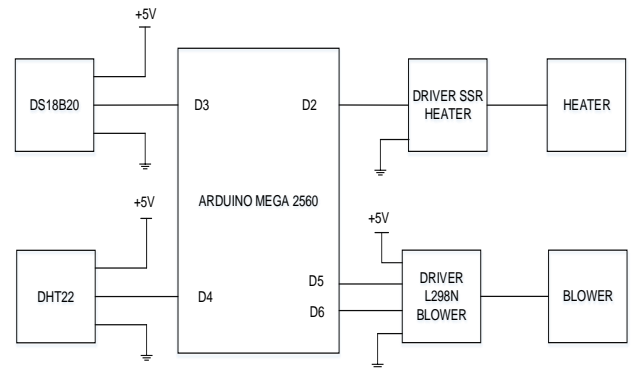 +5V
DS18B20
D3
D2
DRIVER SSR
HEATER
HEATER
ARDUINO MEGA 2560
+5V
+5V
DHT22
D4
D5
D6
DRIVER
L298N
BLOWER
BLOWER